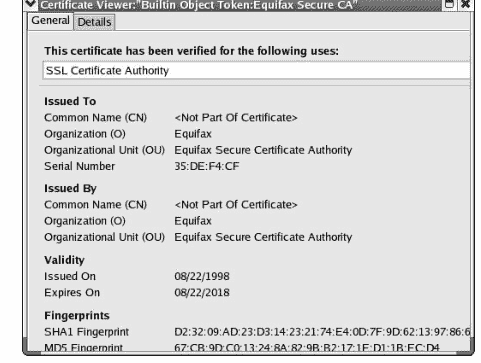 Certificate Viewer:"Builtin Object Token:Equifax Secure CA"
General Details
This certificate has been verified for the following uses:
SSL Certificate Authority
Issued To
Common Name (CN) <Not Part Of Certificate>
Organization (O) Equifax
Organizational Unit (OU) Equifax Secure Certificate Authority
Serial Number 35:DE:F4:CF
Issued By
Common Name (CN) <Not Part Of Certificate>
Organization (O) Equifax
Organizational Unit (OU) Equifax Secure Certificate Authority
Validity
Issued On 08/22/1998
Expires On 08/22/2018
Fingerprints
SHA1 Fingerprint D2:32:09:AD:23:D3:14:23:21:74:E4:0D:7F:9D:62:13:97:86:6
MD5 Fingerprint 67:CB:9D:C0:13:24:8A:82:9B:B2:17:1E:D1:1B:EC:D4